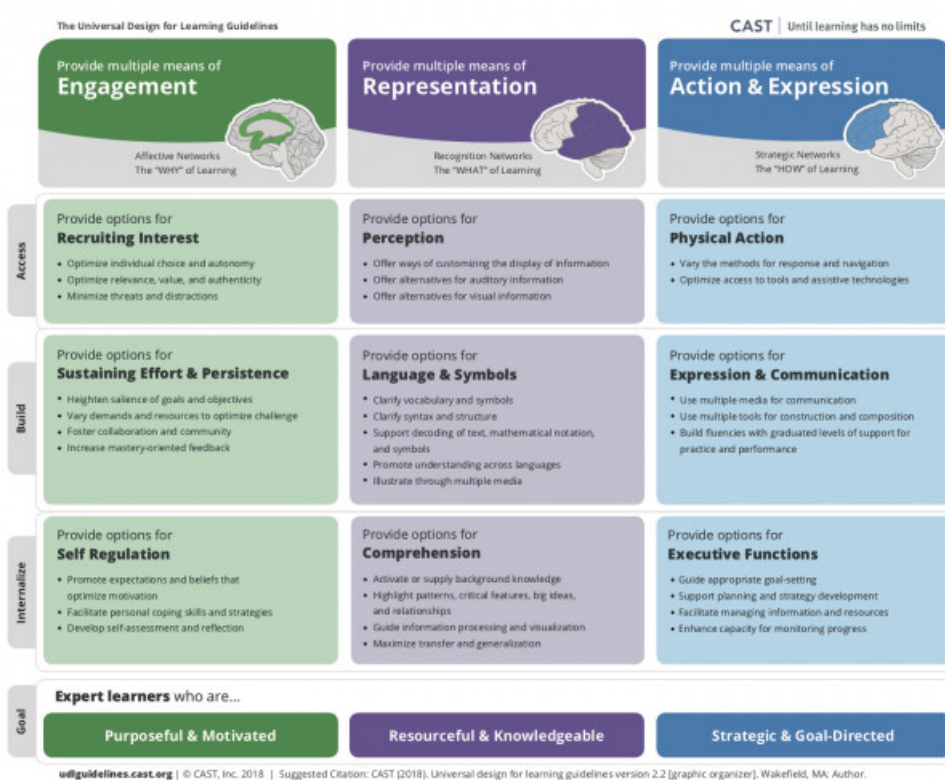 The Universal Design for Learning Guidelines
CAST | Until learning has no limits
Provide multiple means of
Engagement
Affective Networks
The "WHY" of Learning
Provide multiple means of
Representation
Recognition Networks
The "WHAT" of Learning
Provide multiple means of
Action & Expression
Strategic Networks
The "HOW" of Learning
Access
Provide options for
Recruiting Interest
• Optimize individual choice and autonomy
• Optimize relevance, value, and authenticity
• Minimize threats and distractions
Provide options for
Perception
• Offer ways of customizing the display of information
• Offer alternatives for auditory information
• Offer alternatives for visual information
Provide options for
Physical Action
• Vary the methods for response and navigation
• Optimize access to tools and assistive technologies
Build
Provide options for
Sustaining Effort & Persistence
• Heighten salience of goals and objectives
• Vary demands and resources to optimize challenge
• Foster collaboration and community
• Increase mastery-oriented feedback
Provide options for
Language & Symbols
• Clarify vocabulary and symbols
• Clarify syntax and structure
• Support decoding of text, mathematical notation,
and symbols
• Promote understanding across languages
• Illustrate through multiple media
Provide options for
Expression & Communication
• Use multiple media for communication
• Use multiple tools for construction and composition
• Build fluencies with graduated levels of support for
practice and performance
Internalize
Provide options for
Self Regulation
• Promote expectations and beliefs that
optimize motivation
• Facilitate personal coping skills and strategies
• Develop self-assessment and reflection
Provide options for
Comprehension
• Activate or supply background knowledge
• Highlight patterns, critical features, big ideas,
and relationships
• Guide information processing and visualization
• Maximize transfer and generalization
Provide options for
Executive Functions
• Guide appropriate goal-setting
• Support planning and strategy development
• Facilitate managing information and resources
• Enhance capacity for monitoring progress
Goal
Expert learners who are...
Purposeful & Motivated
Resourceful & Knowledgeable
Strategic & Goal-Directed
udlguidelines.cast.org | © CAST, Inc. 2018 | Suggested Citation: CAST (2018). Universal design for learning guidelines version 2.2 [graphic organizer]. Wakefield, MA: Author.